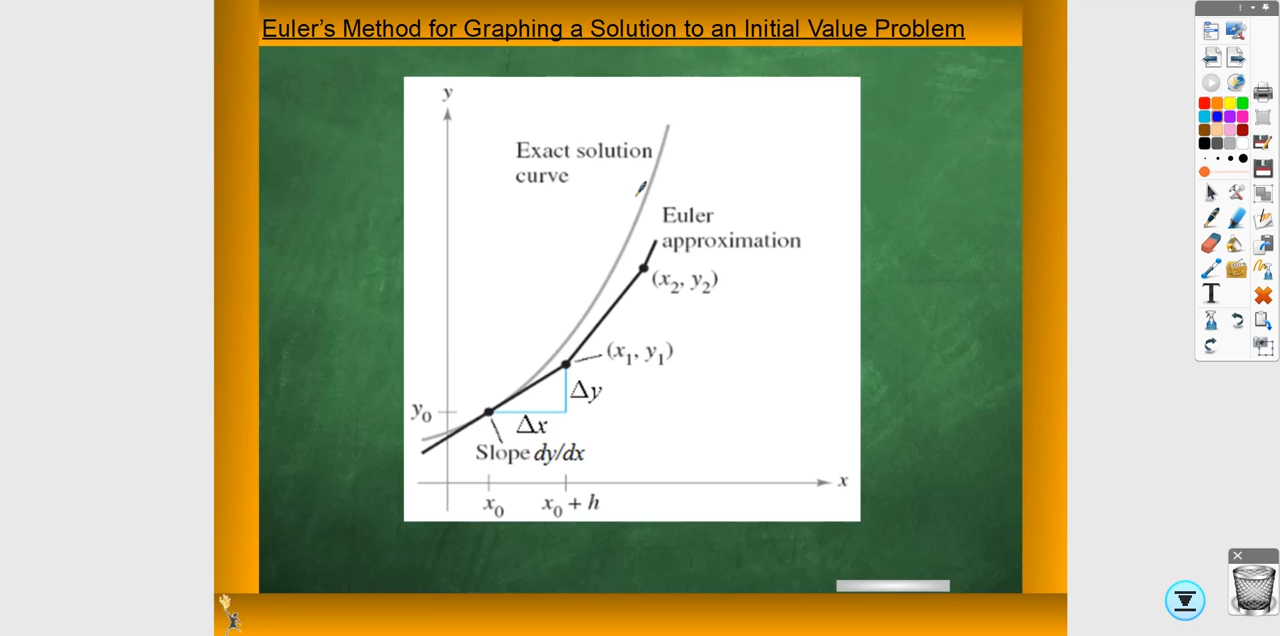 Euler's Method for Graphing a Solution to an Initial Value Problem
y
Exact solution
curve
Euler
approximation
(x₂, y₂)
(x₁, y₁)
Δy
y₀
Δx
Slope dy/dx
x
x₀
x₀ + h
T